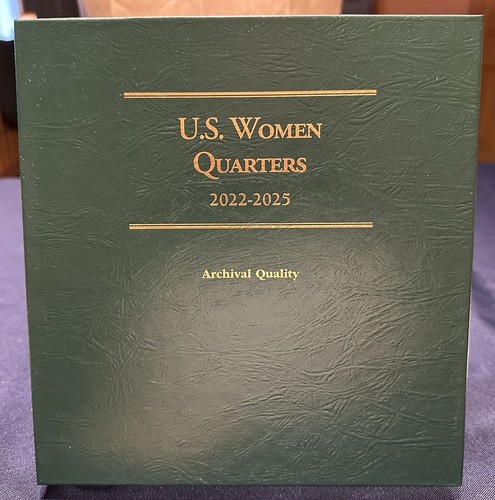 U.S. WOMEN
QUARTERS
2022-2025
Archival Quality